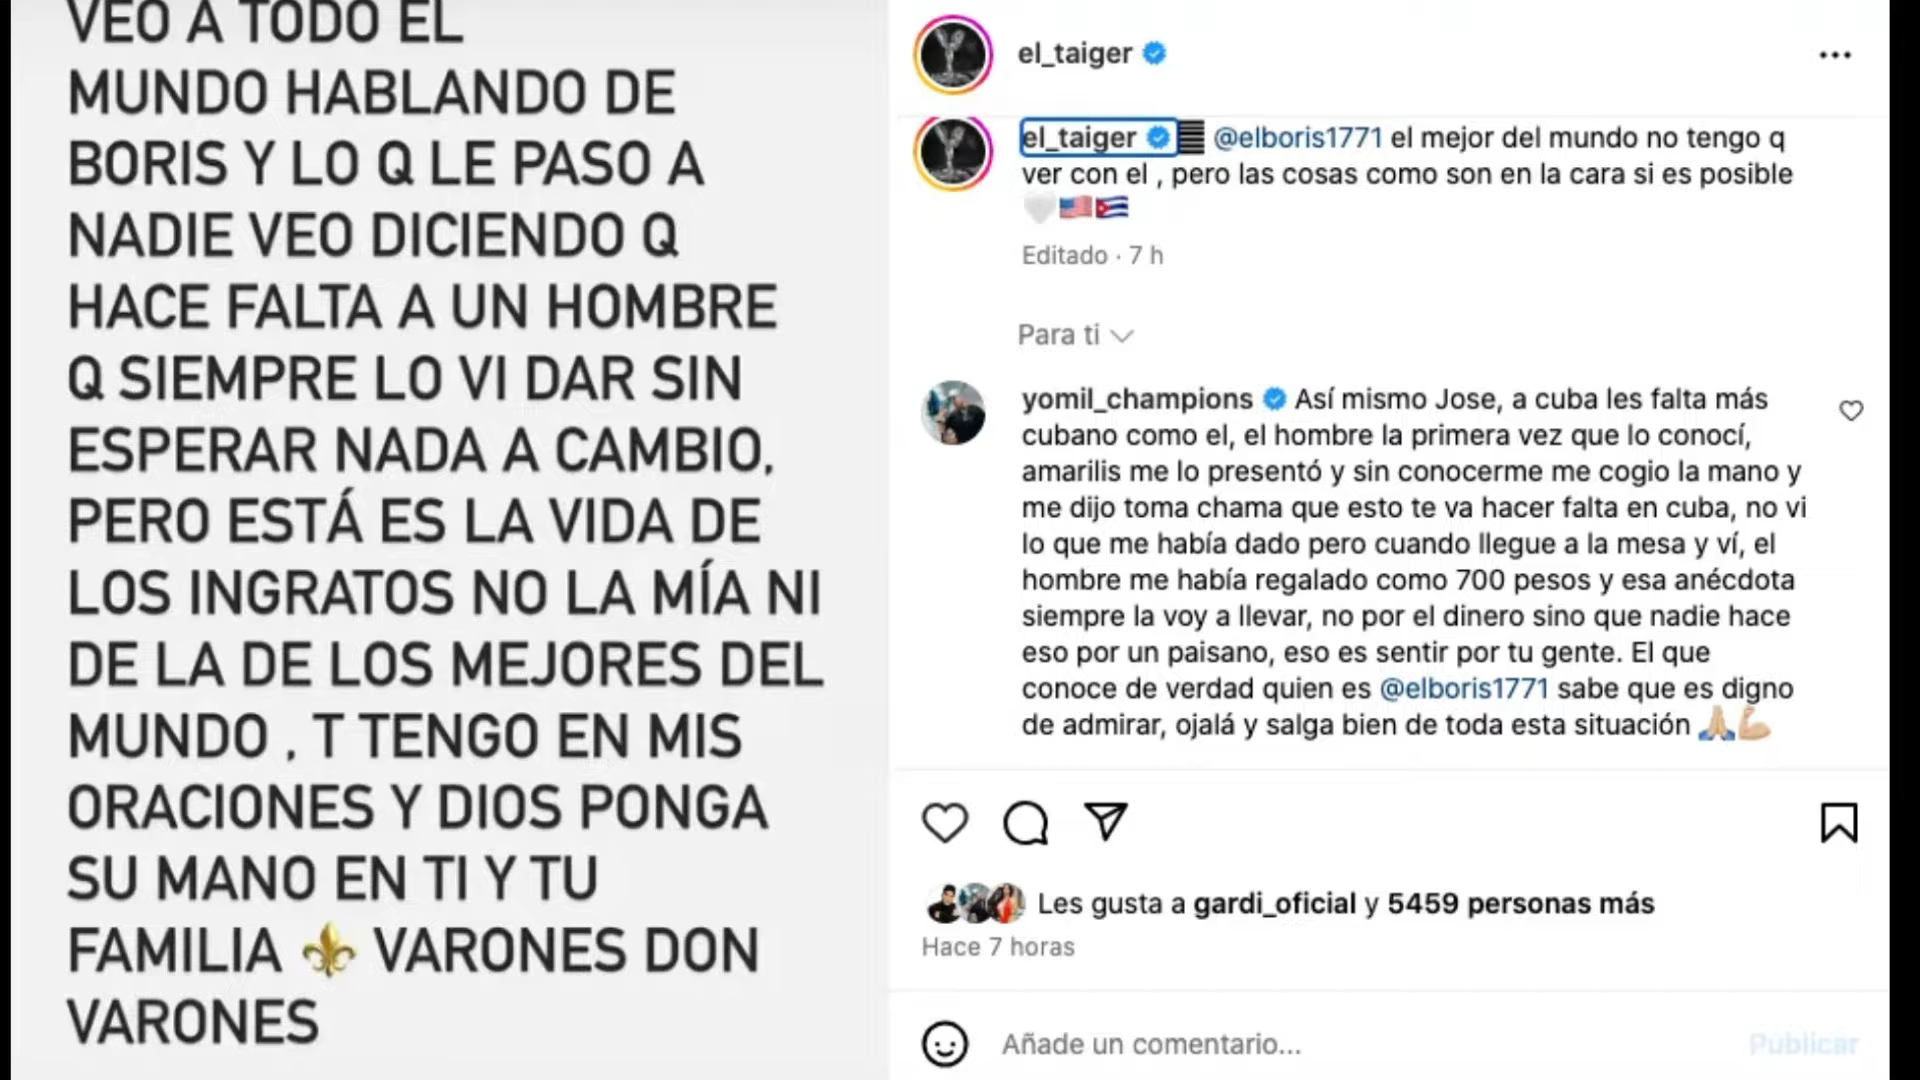 VEO A TODO EL
MUNDO HABLANDO DE
BORIS Y LO Q LE PASO A
NADIE VEO DICIENDO Q
HACE FALTA A UN HOMBRE
Q SIEMPRE LO VI DAR SIN
ESPERAR NADA A CAMBIO,
PERO ESTÁ ES LA VIDA DE
LOS INGRATOS NO LA MÍA NI
DE LA DE LOS MEJORES DEL
MUNDO , T TENGO EN MIS
ORACIONES Y DIOS PONGA
SU MANO EN TI Y TU
FAMILIA ⚜️ VARONES DON
VARONES
el_taiger
el_taiger @elboris1771 el mejor del mundo no tengo q
ver con el , pero las cosas como son en la cara si es posible
🤍🇺🇸🇨🇺
Editado · 7 h
Para ti
yomil_champions Así mismo Jose, a cuba les falta más
cubano como el, el hombre la primera vez que lo conocí,
amarilis me lo presentó y sin conocerme me cogio la mano y
me dijo toma chama que esto te va hacer falta en cuba, no vi
lo que me había dado pero cuando llegue a la mesa y ví, el
hombre me había regalado como 700 pesos y esa anécdota
siempre la voy a llevar, no por el dinero sino que nadie hace
eso por un paisano, eso es sentir por tu gente. El que
conoce de verdad quien es @elboris1771 sabe que es digno
de admirar, ojalá y salga bien de toda esta situación 🙏🏼💪🏼
Les gusta a gardi_oficial y 5459 personas más
Hace 7 horas
Añade un comentario...
Publicar